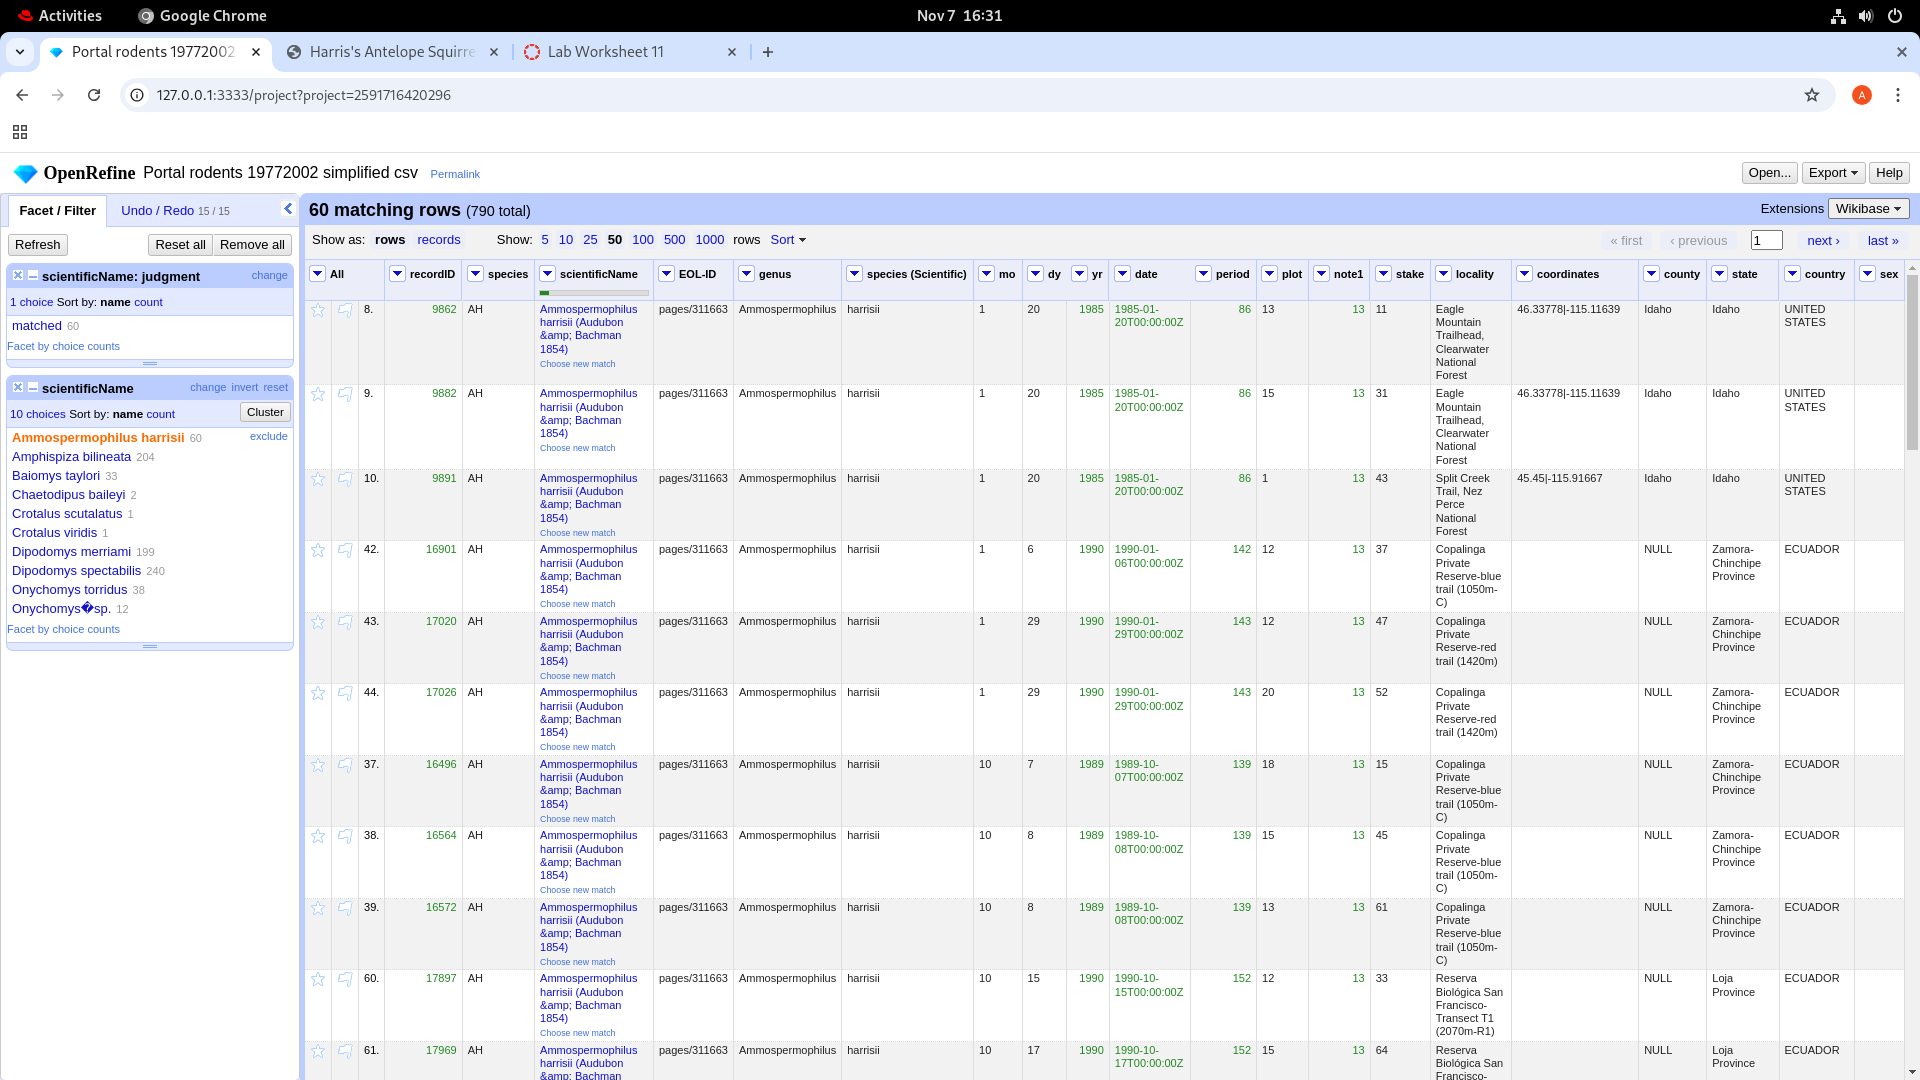 Activities Google Chrome Nov 7 16:31
Portal rodents 19772002 Harris's Antelope Squirre Lab Worksheet 11
127.0.0.1:3333/project?project=2591716420296 A
OpenRefine Portal rodents 19772002 simplified csv Permalink Open... Export Help
Facet / Filter Undo / Redo 15 / 15
Refresh Reset all Remove all
scientificName: judgment change
1 choice Sort by: name count
matched 60
Facet by choice counts
scientificName change invert reset
10 choices Sort by: name count Cluster
Ammospermophilus harrisii 60 exclude
Amphispiza bilineata 204
Baiomys taylori 33
Chaetodipus baileyi 2
Crotalus scutalatus 1
Crotalus viridis 1
Dipodomys merriami 199
Dipodomys spectabilis 240
Onychomys torridus 38
Onychomys�sp. 12
Facet by choice counts
60 matching rows (790 total) Extensions Wikibase
Show as: rows records Show: 5 10 25 50 100 500 1000 rows Sort « first ‹ previous 1 next › last »
All recordID species scientificName EOL-ID genus species (Scientific) mo dy yr date period plot note1 stake locality coordinates county state country sex
8. 9862 AH Ammospermophilus harrisii (Audubon &amp; Bachman 1854) Choose new match pages/311663 Ammospermophilus harrisii 1 20 1985 1985-01-20T00:00:00Z 86 13 13 11 Eagle Mountain Trailhead, Clearwater National Forest 46.33778|-115.11639 Idaho Idaho UNITED STATES
9. 9882 AH Ammospermophilus harrisii (Audubon &amp; Bachman 1854) Choose new match pages/311663 Ammospermophilus harrisii 1 20 1985 1985-01-20T00:00:00Z 86 15 13 31 Eagle Mountain Trailhead, Clearwater National Forest 46.33778|-115.11639 Idaho Idaho UNITED STATES
10. 9891 AH Ammospermophilus harrisii (Audubon &amp; Bachman 1854) Choose new match pages/311663 Ammospermophilus harrisii 1 20 1985 1985-01-20T00:00:00Z 86 1 13 43 Split Creek Trail, Nez Perce National Forest 45.45|-115.91667 Idaho Idaho UNITED STATES
42. 16901 AH Ammospermophilus harrisii (Audubon &amp; Bachman 1854) Choose new match pages/311663 Ammospermophilus harrisii 1 6 1990 1990-01-06T00:00:00Z 142 12 13 37 Copalinga Private Reserve-blue trail (1050m-C) NULL Zamora-Chinchipe Province ECUADOR
43. 17020 AH Ammospermophilus harrisii (Audubon &amp; Bachman 1854) Choose new match pages/311663 Ammospermophilus harrisii 1 29 1990 1990-01-29T00:00:00Z 143 12 13 47 Copalinga Private Reserve-red trail (1420m) NULL Zamora-Chinchipe Province ECUADOR
44. 17026 AH Ammospermophilus harrisii (Audubon &amp; Bachman 1854) Choose new match pages/311663 Ammospermophilus harrisii 1 29 1990 1990-01-29T00:00:00Z 143 20 13 52 Copalinga Private Reserve-red trail (1420m) NULL Zamora-Chinchipe Province ECUADOR
37. 16496 AH Ammospermophilus harrisii (Audubon &amp; Bachman 1854) Choose new match pages/311663 Ammospermophilus harrisii 10 7 1989 1989-10-07T00:00:00Z 139 18 13 15 Copalinga Private Reserve-blue trail (1050m-C) NULL Zamora-Chinchipe Province ECUADOR
38. 16564 AH Ammospermophilus harrisii (Audubon &amp; Bachman 1854) Choose new match pages/311663 Ammospermophilus harrisii 10 8 1989 1989-10-08T00:00:00Z 139 15 13 45 Copalinga Private Reserve-blue trail (1050m-C) NULL Zamora-Chinchipe Province ECUADOR
39. 16572 AH Ammospermophilus harrisii (Audubon &amp; Bachman 1854) Choose new match pages/311663 Ammospermophilus harrisii 10 8 1989 1989-10-08T00:00:00Z 139 13 13 61 Copalinga Private Reserve-blue trail (1050m-C) NULL Zamora-Chinchipe Province ECUADOR
60. 17897 AH Ammospermophilus harrisii (Audubon &amp; Bachman 1854) Choose new match pages/311663 Ammospermophilus harrisii 10 15 1990 1990-10-15T00:00:00Z 152 12 13 33 Reserva Biológica San Francisco-Transect T1 (2070m-R1) NULL Loja Province ECUADOR
61. 17969 AH Ammospermophilus harrisii (Audubon &amp; Bachman pages/311663 Ammospermophilus harrisii 10 17 1990 1990-10-17T00:00:00Z 152 15 13 64 Reserva Biológica San Francisco- NULL Loja Province ECUADOR